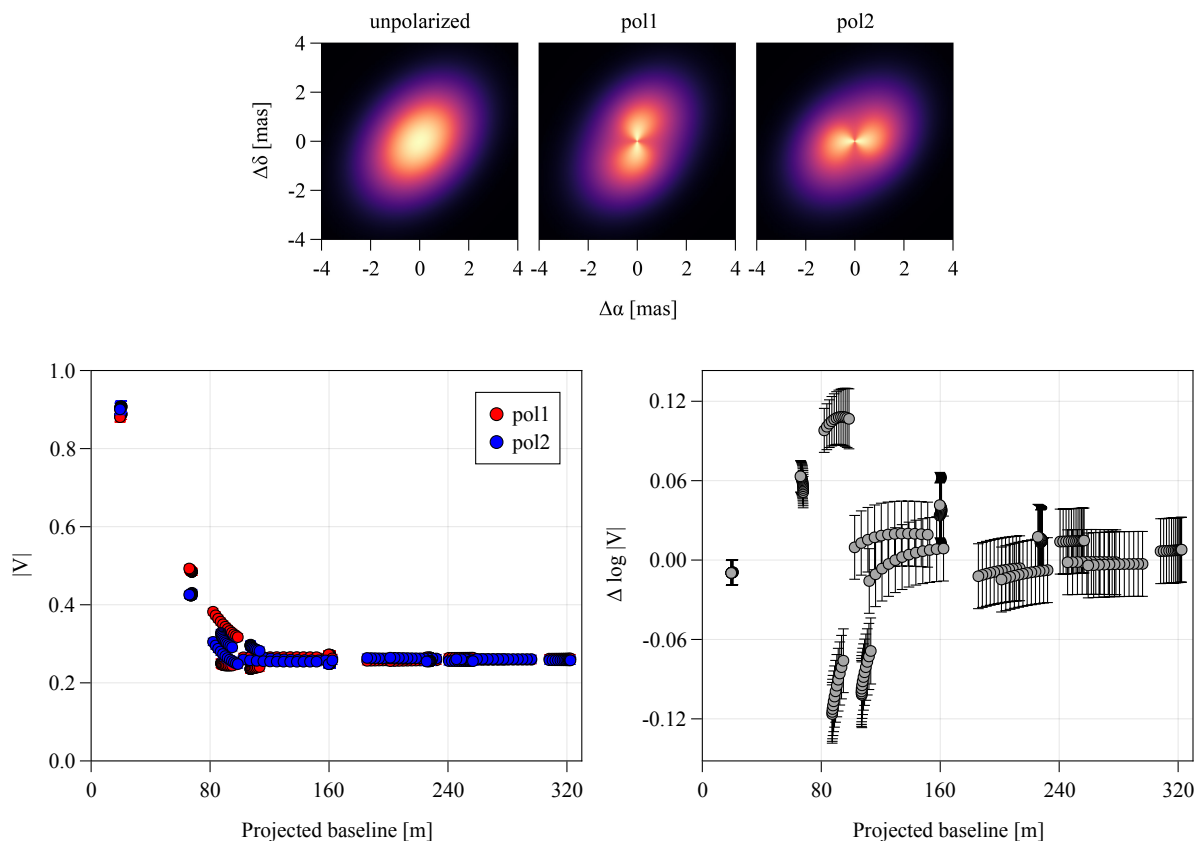 unpolarized pol1 pol2
4
2
0
-2
-4
Δδ [mas]
-4 -2 0 2 4 -4 -2 0 2 4 -4 -2 0 2 4
Δα [mas]
1.0
0.8
0.6
0.4
0.2
0.0
|V|
pol1
pol2
0 80 160 240 320
Projected baseline [m]
0.12
0.06
0.00
-0.06
-0.12
Δ log |V|
0 80 160 240 320
Projected baseline [m]